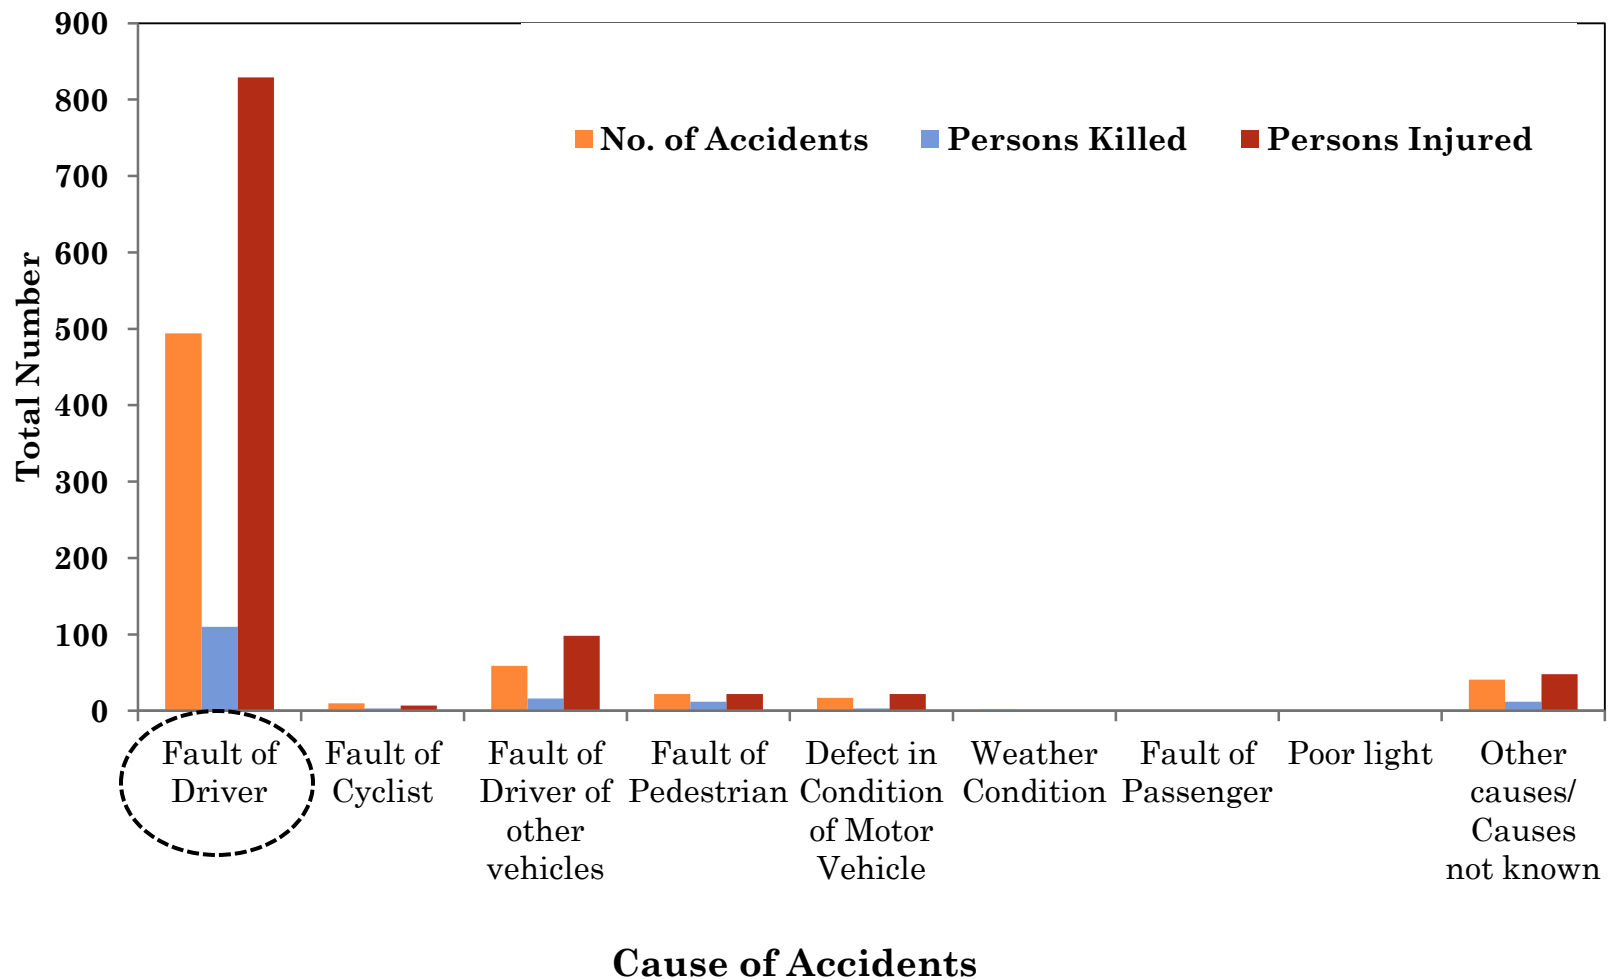 900
800
700
600
500
400
300
200
100
0
Total Number
No. of Accidents
Persons Killed
Persons Injured
Fault of
Driver
Fault of
Cyclist
Fault of
Driver of
other
vehicles
Fault of
Pedestrian
Defect in
Condition
of Motor
Vehicle
Weather
Condition
Fault of
Passenger
Poor light
Other
causes/
Causes
not known
Cause of Accidents